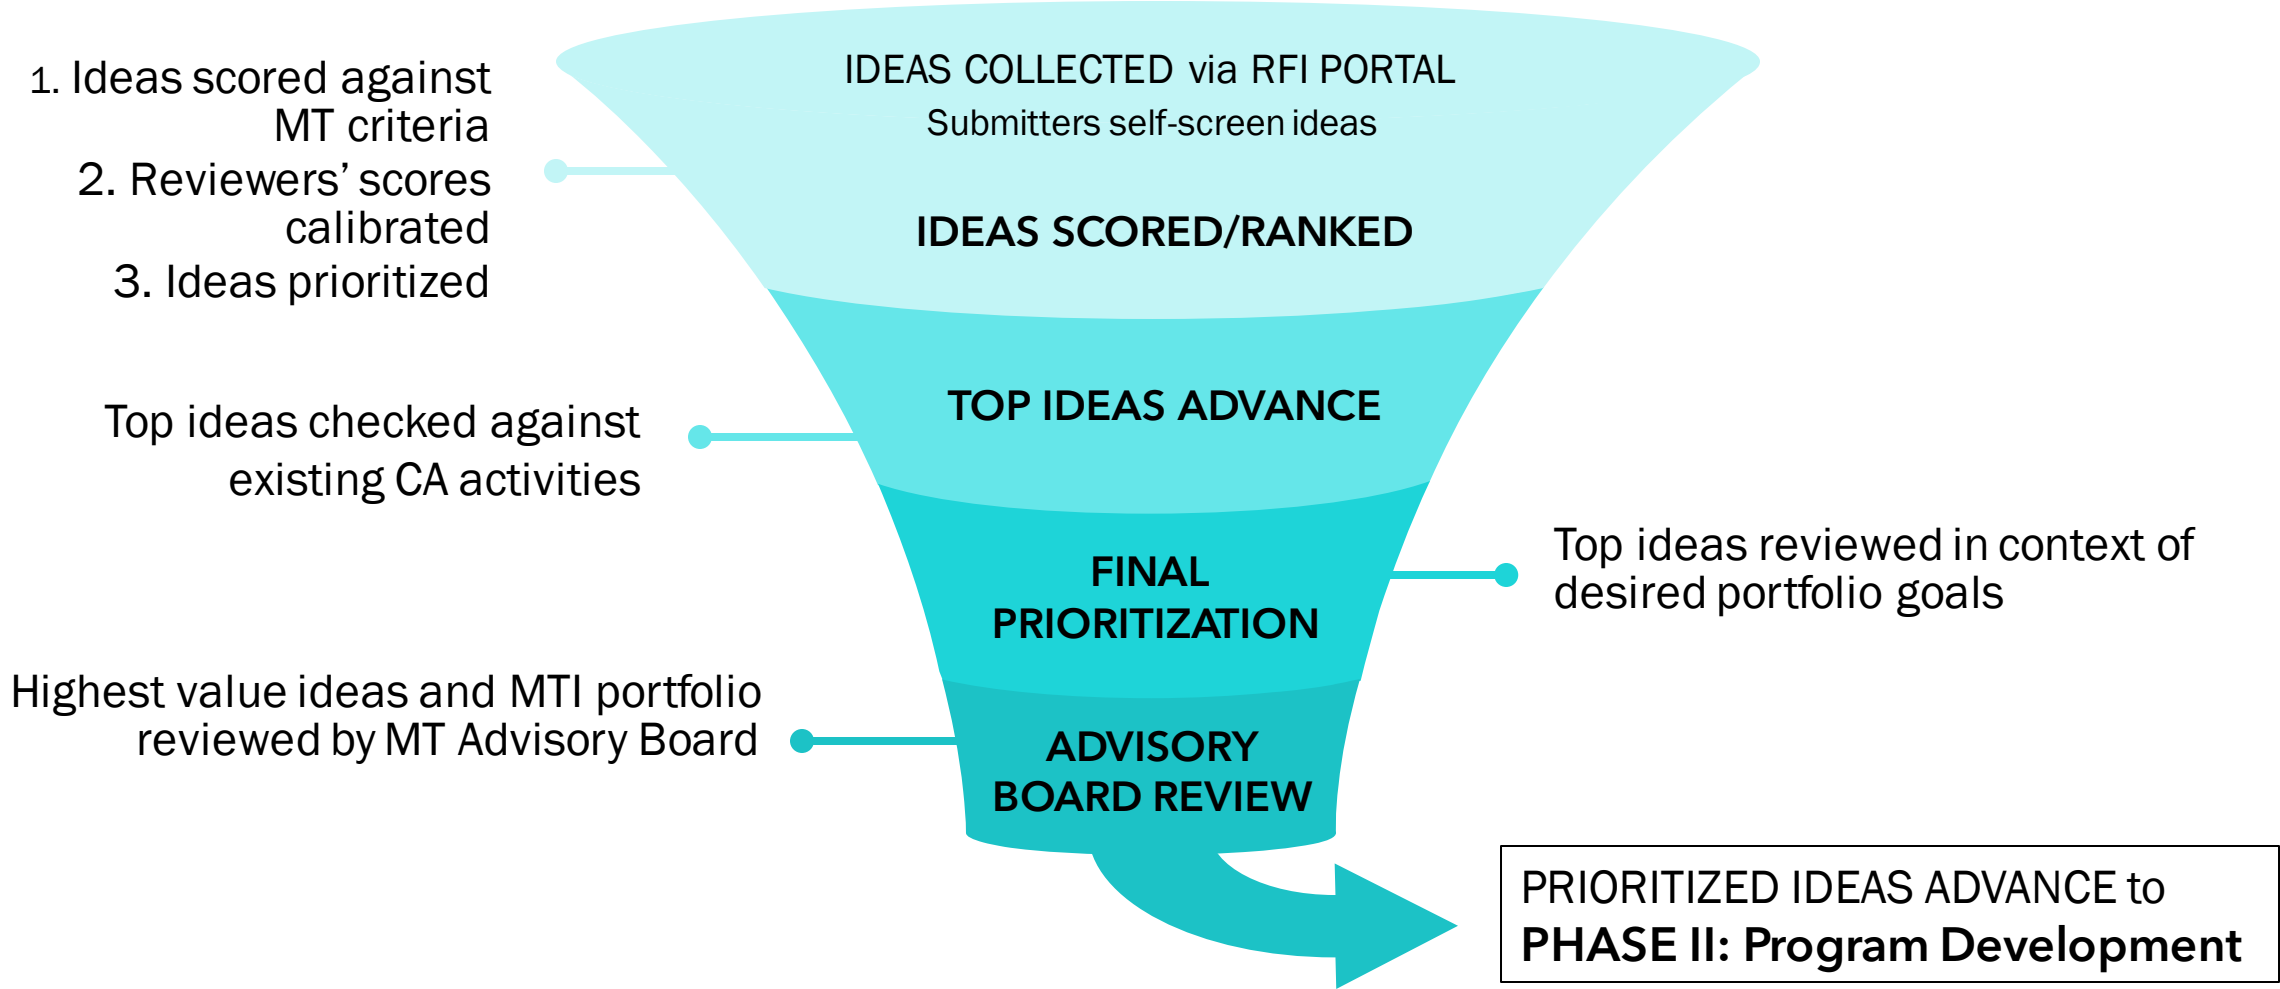 IDEAS COLLECTED via RFI PORTAL
Submitters self-screen ideas
1. Ideas scored against
MT criteria
2. Reviewers’ scores
calibrated
3. Ideas prioritized
IDEAS SCORED/RANKED
TOP IDEAS ADVANCE
Top ideas checked against
existing CA activities
FINAL
PRIORITIZATION
Top ideas reviewed in context of
desired portfolio goals
Highest value ideas and MTI portfolio
reviewed by MT Advisory Board
ADVISORY
BOARD REVIEW
PRIORITIZED IDEAS ADVANCE to
PHASE II: Program Development